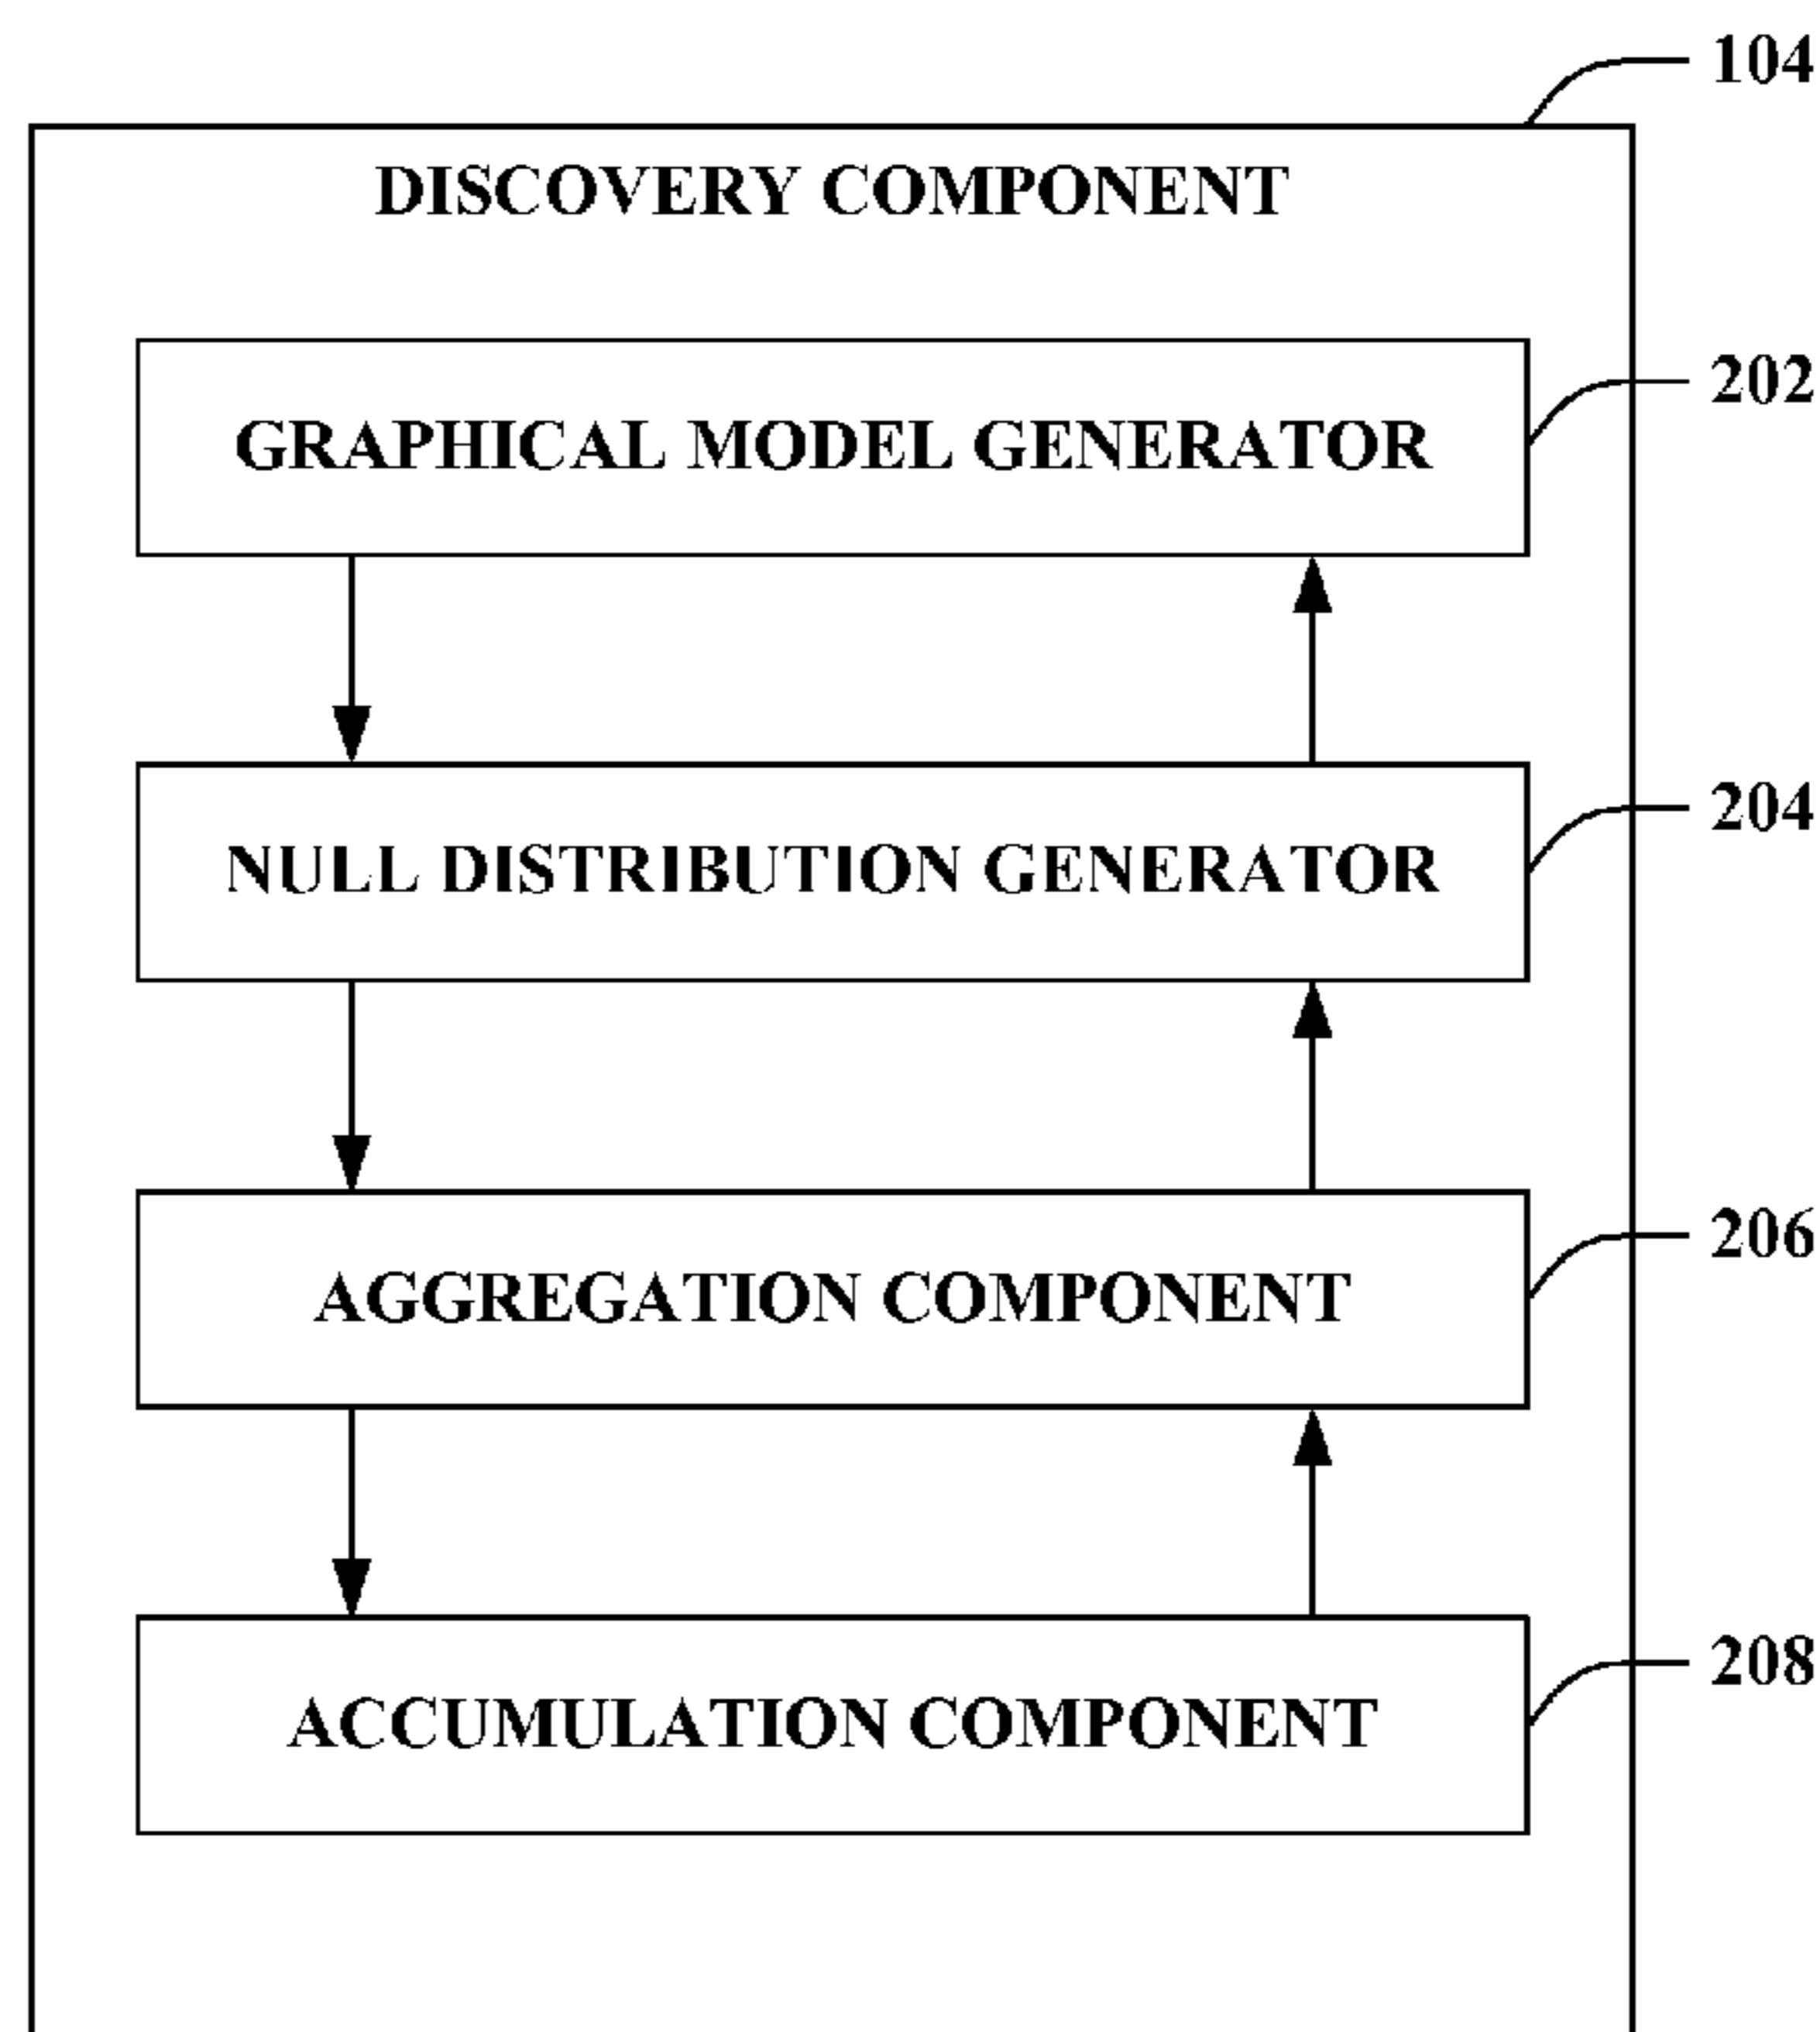 104
DISCOVERY COMPONENT
202
GRAPHICAL MODEL GENERATOR
204
NULL DISTRIBUTION GENERATOR
206
AGGREGATION COMPONENT
208
ACCUMULATION COMPONENT